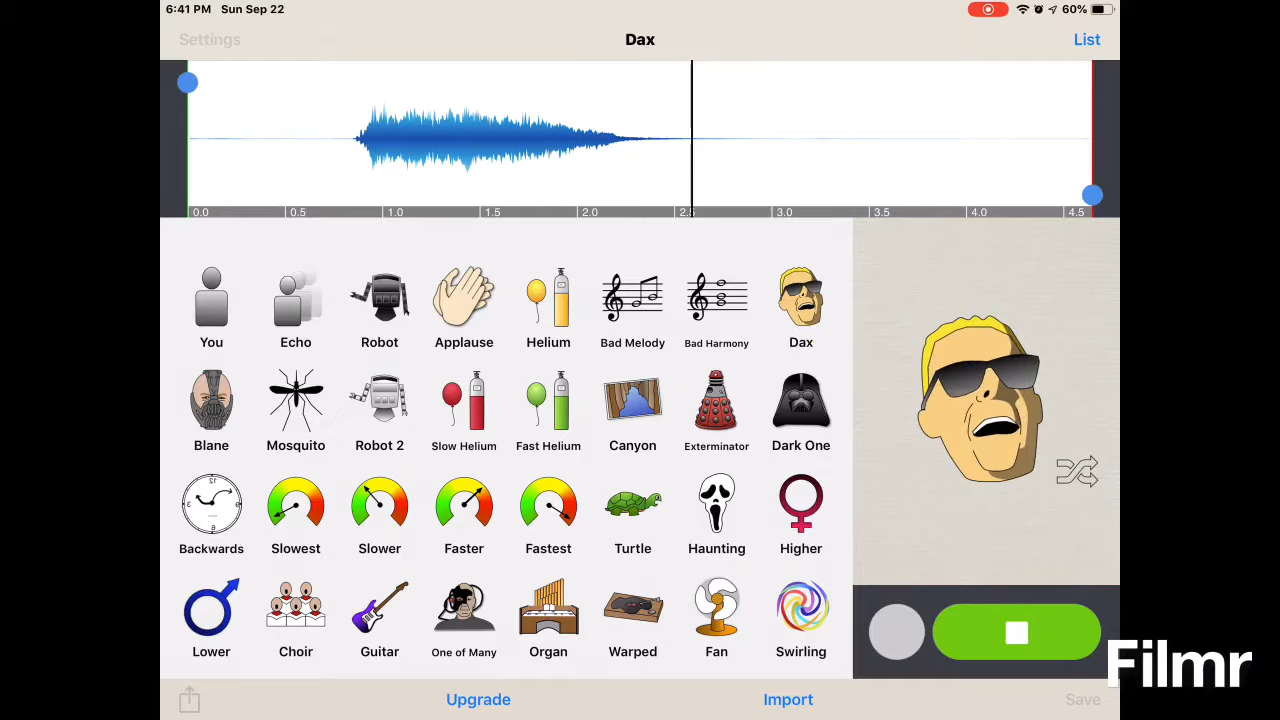 6:41 PM Sun Sep 22
60%
Settings
Dax
List
0.0 0.5 1.0 1.5 2.0 2.5 3.0 3.5 4.0 4.5
You Echo Robot Applause Helium Bad Melody Bad Harmony Dax
Blane Mosquito Robot 2 Slow Helium Fast Helium Canyon Exterminator Dark One
Backwards Slowest Slower Faster Fastest Turtle Haunting Higher
Lower Choir Guitar One of Many Organ Warped Fan Swirling
Filmr
Upgrade Import Save